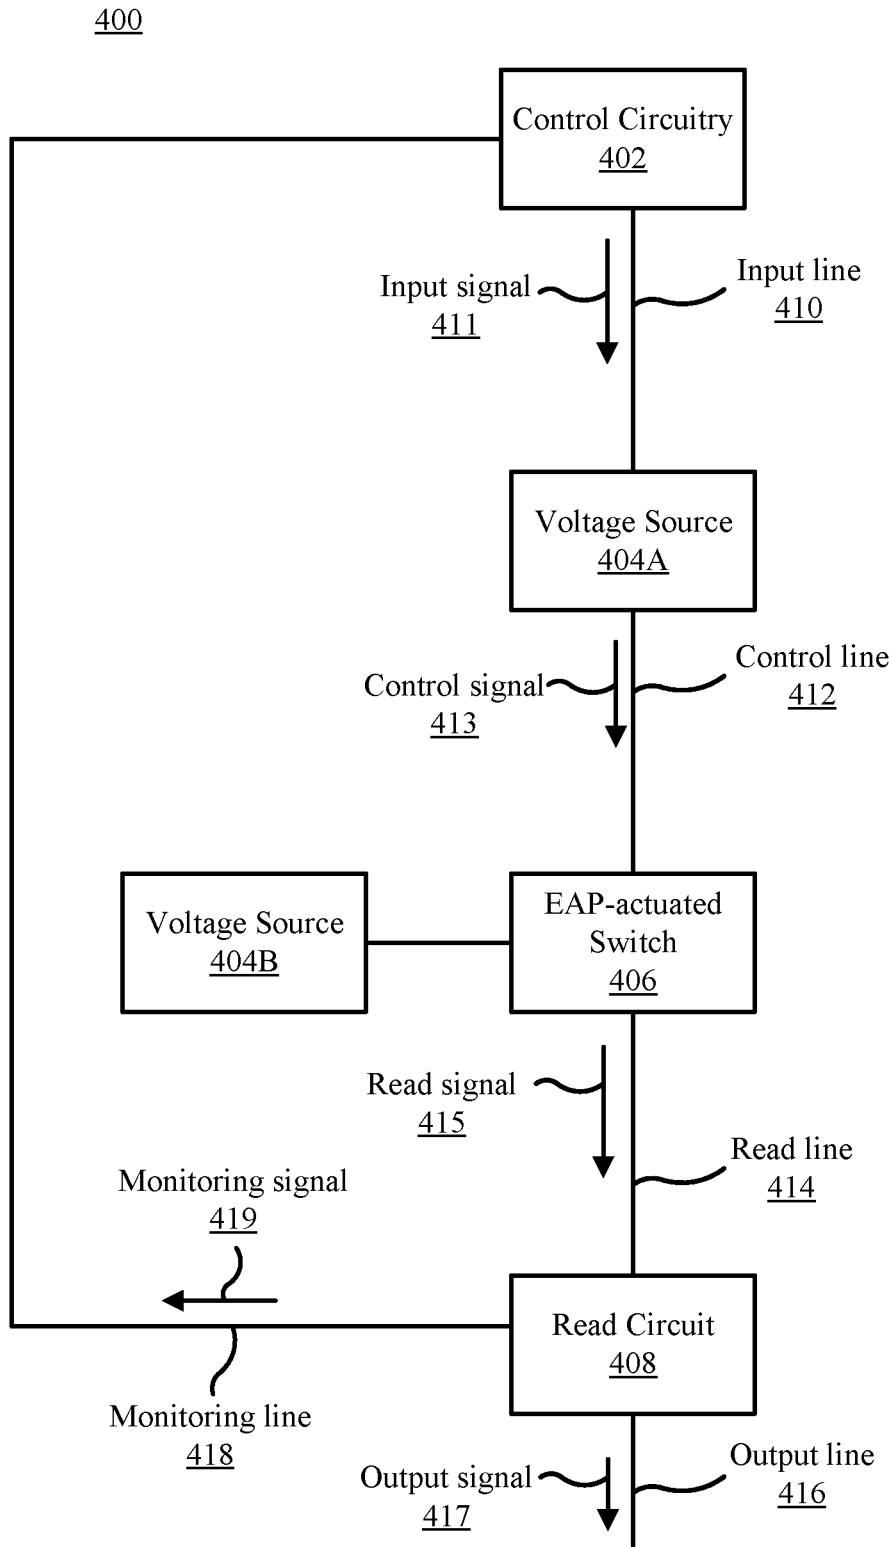 400
Control Circuitry
402
Input signal
411
Input line
410
Voltage Source
404A
Control signal
413
Control line
412
Voltage Source
404B
EAP-actuated
Switch
406
Read signal
415
Read line
414
Monitoring signal
419
Read Circuit
408
Monitoring line
418
Output signal
417
Output line
416